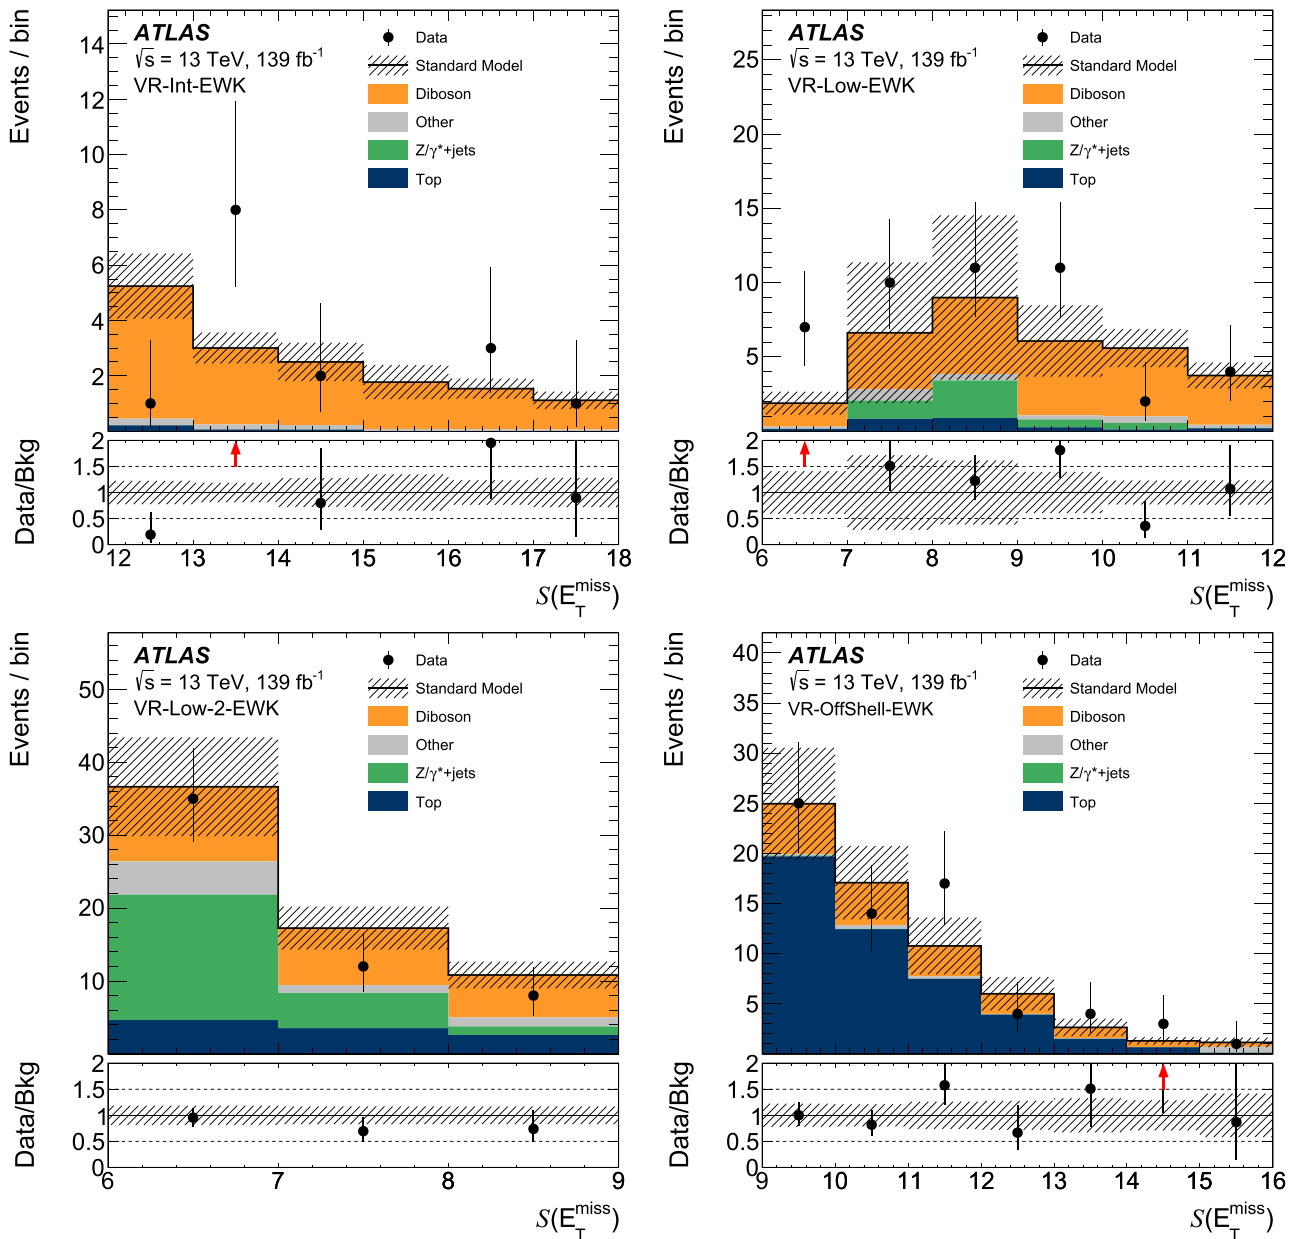 ATLAS
√s = 13 TeV, 139 fb⁻¹
VR-Int-EWK
Data
Standard Model
Diboson
Other
Z/γ*+jets
Top
Events / bin
14
12
10
8
6
4
2
Data/Bkg
2
1.5
1
0.5
0
12 13 14 15 16 17 18
S(E_T^miss)
ATLAS
√s = 13 TeV, 139 fb⁻¹
VR-Low-EWK
Data
Standard Model
Diboson
Other
Z/γ*+jets
Top
Events / bin
25
20
15
10
5
Data/Bkg
2
1.5
1
0.5
0
6 7 8 9 10 11 12
S(E_T^miss)
ATLAS
√s = 13 TeV, 139 fb⁻¹
VR-Low-2-EWK
Data
Standard Model
Diboson
Other
Z/γ*+jets
Top
Events / bin
50
40
30
20
10
Data/Bkg
2
1.5
1
0.5
0
6 7 8 9
S(E_T^miss)
ATLAS
√s = 13 TeV, 139 fb⁻¹
VR-OffShell-EWK
Data
Standard Model
Diboson
Other
Z/γ*+jets
Top
Events / bin
40
35
30
25
20
15
10
5
Data/Bkg
2
1.5
1
0.5
0
9 10 11 12 13 14 15 16
S(E_T^miss)